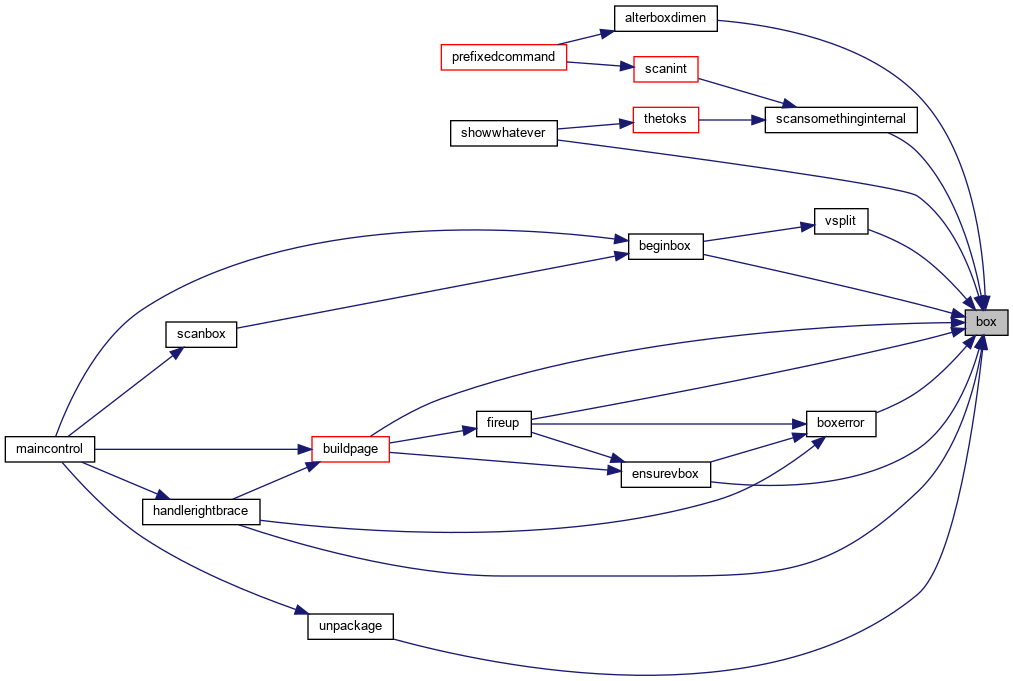 alterboxdimen
prefixedcommand
scanint
thetoks
scansomethinginternal
showwhatever
vsplit
beginbox
box
scanbox
fireup
boxerror
maincontrol
buildpage
ensurevbox
handlerightbrace
unpackage